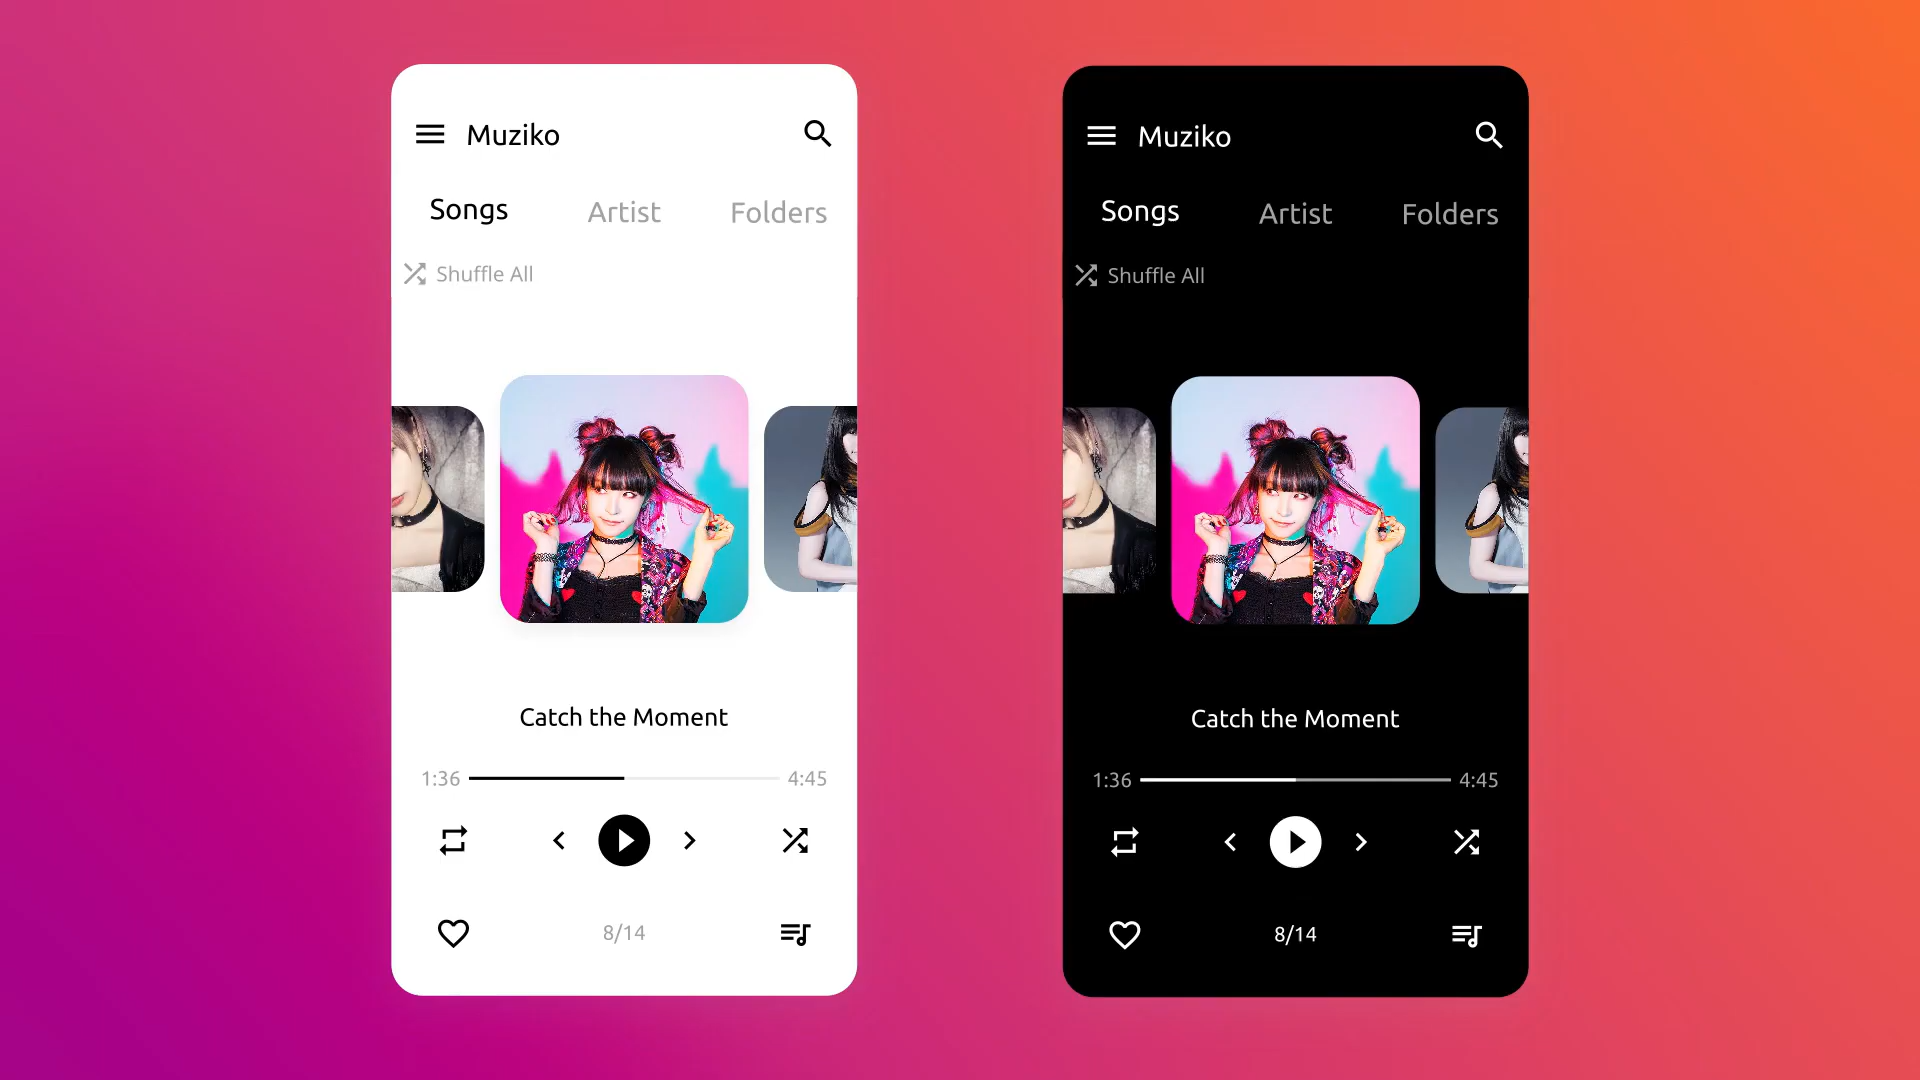 Muziko
Songs Artist Folders
Shuffle All
Catch the Moment
1:36 4:45
8/14
Muziko
Songs Artist Folders
Shuffle All
Catch the Moment
1:36 4:45
8/14